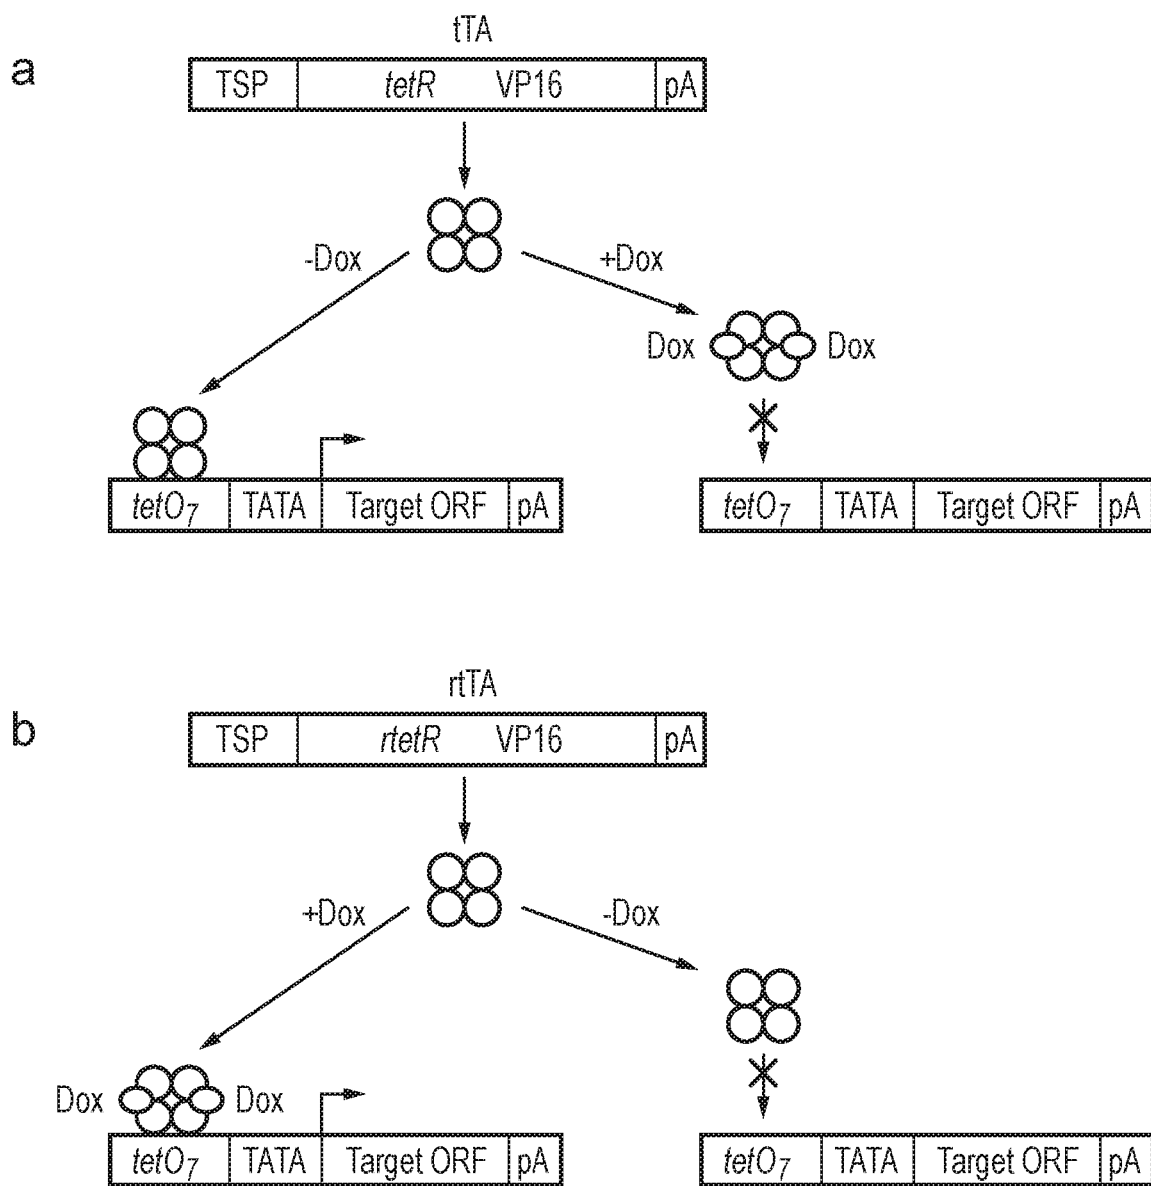 tTA
a
TSP tetR VP16 pA
-Dox +Dox
Dox Dox
tetO7 TATA Target ORF pA tetO7 TATA Target ORF pA
rtTA
b
TSP rtetR VP16 pA
+Dox -Dox
Dox Dox
tetO7 TATA Target ORF pA tetO7 TATA Target ORF pA